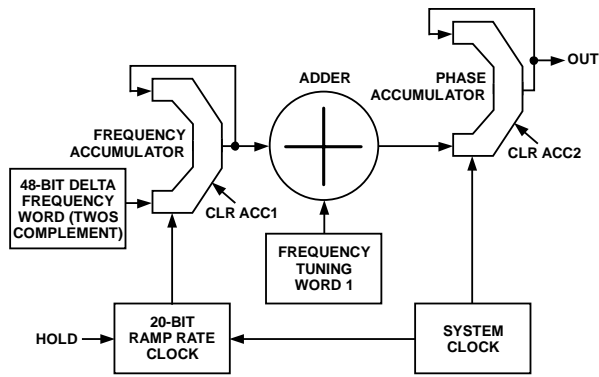 ADDER
PHASE
ACCUMULATOR
OUT
FREQUENCY
ACCUMULATOR
CLR ACC2
48-BIT DELTA
FREQUENCY
WORD (TWOS
COMPLEMENT)
CLR ACC1
FREQUENCY
TUNING
WORD 1
HOLD
20-BIT
RAMP RATE
CLOCK
SYSTEM
CLOCK